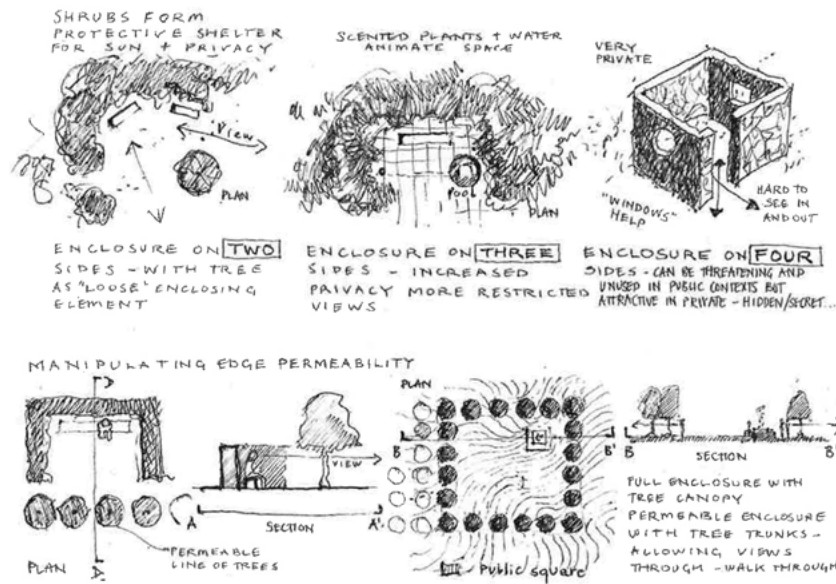 SHRUBS FORM
PROTECTIVE SHELTER
FOR SUN + PRIVACY
View
PLAN
ENCLOSURE ON TWO
SIDES - WITH TREE
AS "LOOSE" ENCLOSING
ELEMENT
SCENTED PLANTS + WATER
ANIMATE SPACE
POOL
PLAN
ENCLOSURE ON THREE
SIDES - INCREASED
PRIVACY MORE RESTRICTED
VIEWS
VERY
PRIVATE
"WINDOWS"
HELP
HARD TO
SEE IN
AND OUT
ENCLOSURE ON FOUR
SIDES - CAN BE THREATENING AND
UNUSED IN PUBLIC CONTEXTS BUT
ATTRACTIVE IN PRIVATE - HIDDEN/SECRET...
MANIPULATING EDGE PERMEABILITY
A
PERMEABLE
LINE OF TREES
PLAN
VIEW
A'
SECTION
PLAN
B
B'
Public square
B
B'
SECTION
FULL ENCLOSURE WITH
TREE CANOPY
PERMEABLE ENCLOSURE
WITH TREE TRUNKS -
ALLOWING VIEWS
THROUGH - WALK THROUGH